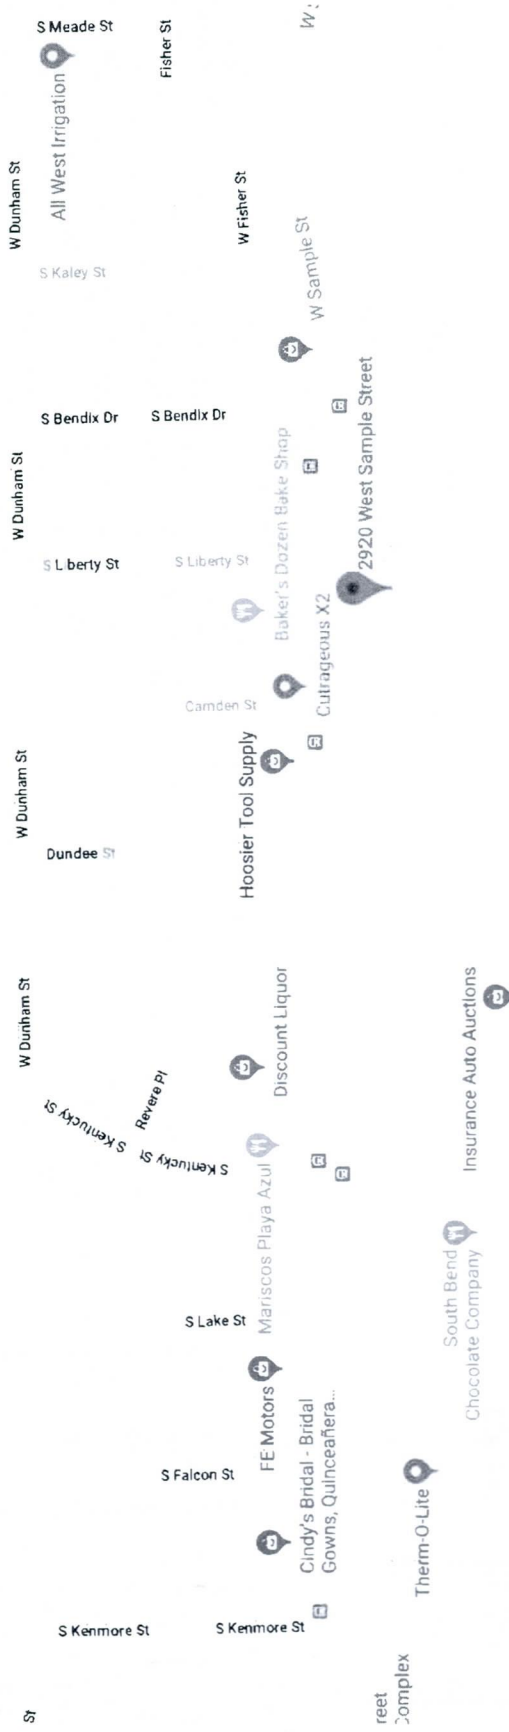 S Meade St
Fisher St
W Dunham St
All West Irrigation
W Fisher St
S Kaley St
W Sample St
S Bendix Dr
S Bendix Dr
W Dunham St
Baker's Dozen Bake Shop
2920 West Sample Street
S Liberty St
S Liberty St
Cutrageous X2
Camden St
W Dunham St
Hoosier Tool Supply
Dundee St
W Dunham St
Discount Liquor
Insurance Auto Auctions
S Kentucky St
Revere Pl
S Kentucky St
Mariscos Playa Azul
South Bend
Chocolate Company
S Lake St
FE Motors
Cindy's Bridal - Bridal
Gowns, Quinceañera...
S Falcon St
Therm-O-Lite
S Kenmore St
S Kenmore St
St
reet
Complex